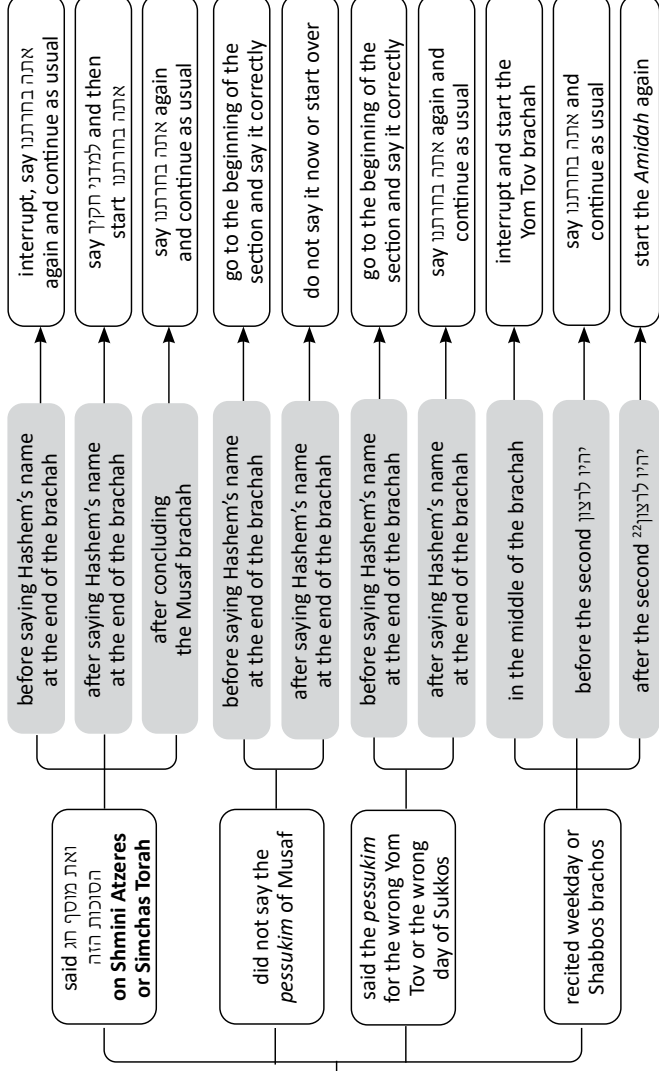 said ואת מוסף חג
הסוכות הזה
on Shmini Atzeres
or Simchas Torah
before saying Hashem's name
at the end of the brachah
interrupt, say אתה בחרתנו
again and continue as usual
after saying Hashem's name
at the end of the brachah
say למדני חקיך and then
start אתה בחרתנו
after concluding
the Musaf brachah
say אתה בחרתנו again
and continue as usual
did not say the
pessukim of Musaf
before saying Hashem's name
at the end of the brachah
go to the beginning of the
section and say it correctly
after saying Hashem's name
at the end of the brachah
do not say it now or start over
said the pessukim
for the wrong Yom
Tov or the wrong
day of Sukkos
before saying Hashem's name
at the end of the brachah
go to the beginning of the
section and say it correctly
after saying Hashem's name
at the end of the brachah
say אתה בחרתנו again and
continue as usual
recited weekday or
Shabbos brachos
in the middle of the brachah
interrupt and start the
Yom Tov brachah
before the second יהיו לרצון
say אתה בחרתנו and
continue as usual
after the second יהיו לרצון22
start the Amidah again